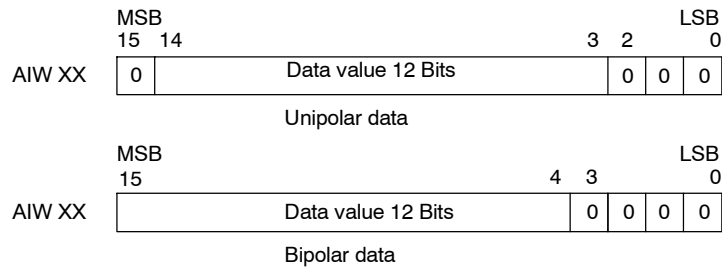 MSB LSB
15 14 3 2 0
AIW XX 0 Data value 12 Bits 0 0 0
Unipolar data
MSB LSB
15 4 3 0
AIW XX Data value 12 Bits 0 0 0 0
Bipolar data